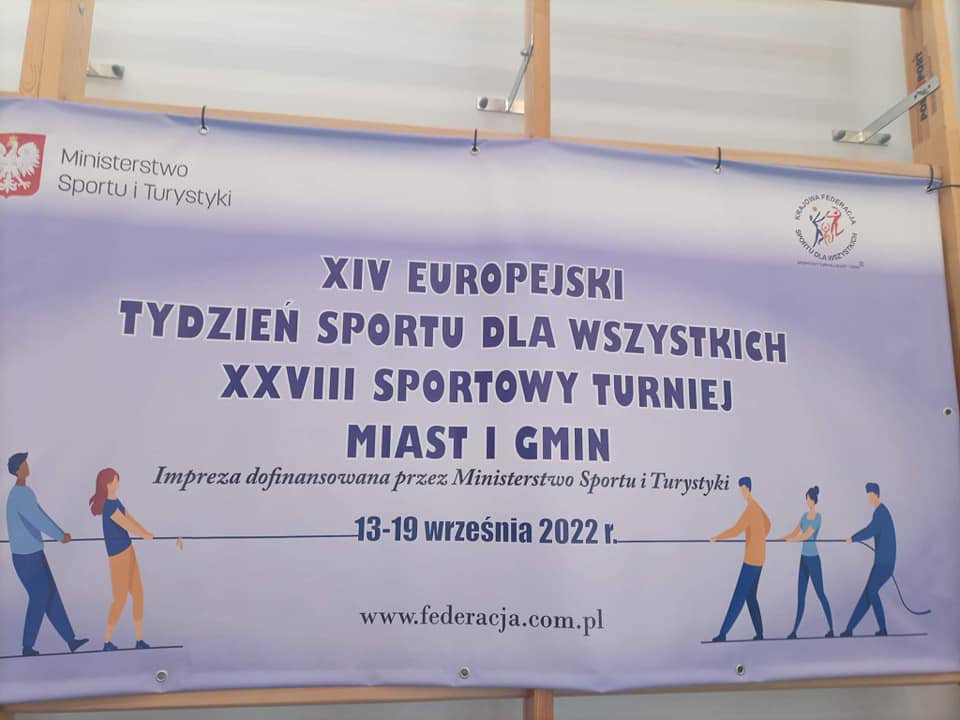 Ministerstwo
Sportu i Turystyki
KRAJOWA FEDERACJA
SPORTU DLA WSZYSTKICH
XIV EUROPEJSKI
TYDZIEŃ SPORTU DLA WSZYSTKICH
XXVIII SPORTOWY TURNIEJ
MIAST I GMIN
Impreza dofinansowana przez Ministerstwo Sportu i Turystyki
13-19 września 2022 r.
www.federacja.com.pl